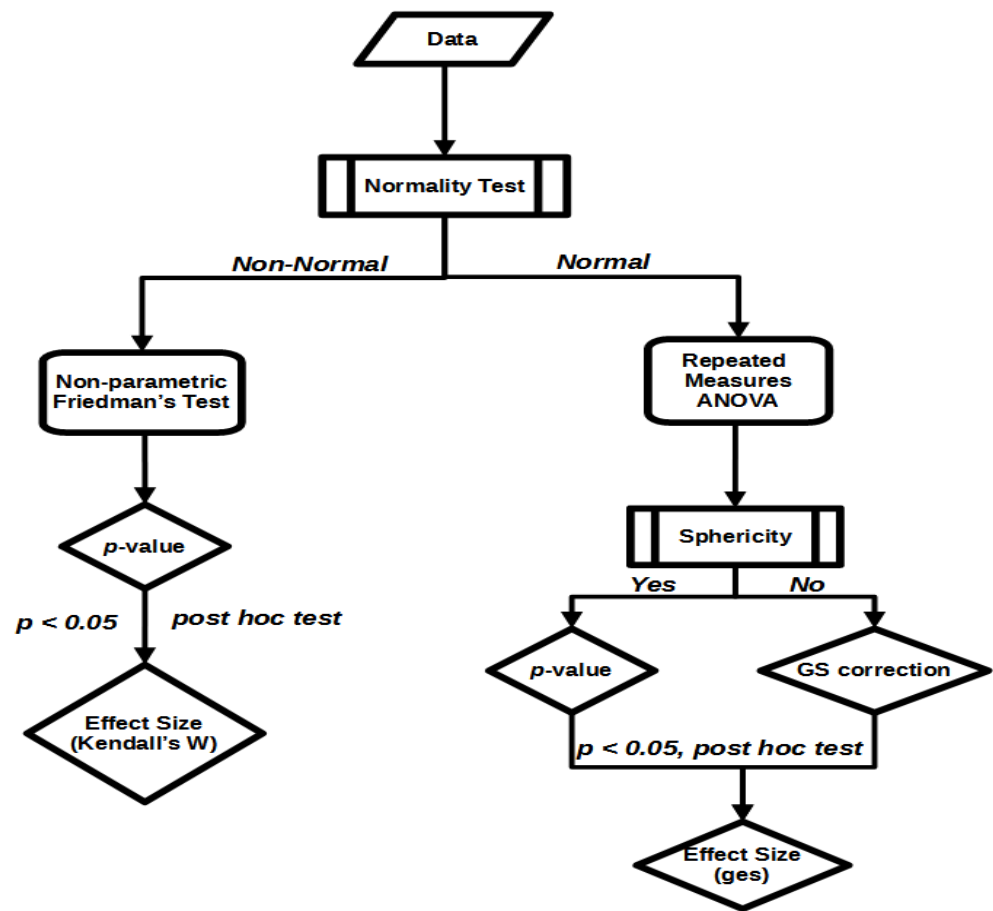 Data
Normality Test
Non-Normal
Normal
Non-parametric
Friedman's Test
Repeated
Measures
ANOVA
p-value
Sphericity
p < 0.05
post hoc test
Yes
No
p-value
GS correction
Effect Size
(Kendall's W)
p < 0.05, post hoc test
Effect Size
(ges)